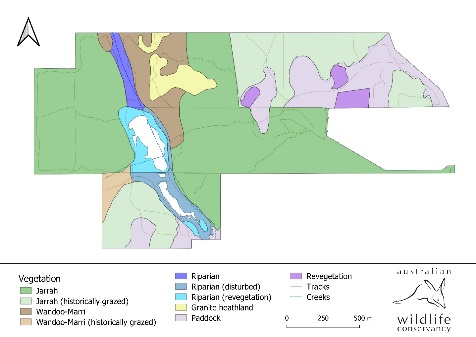 Vegetation
Jarrah
Jarrah (historically grazed)
Wandoo-Marri
Wandoo-Marri (historically grazed)
Riparian
Riparian (disturbed)
Riparian (revegetation)
Granite heathland
Paddock
Revegetation
Tracks
Creeks
0 250 500 m
australian
wildlife
conservancy